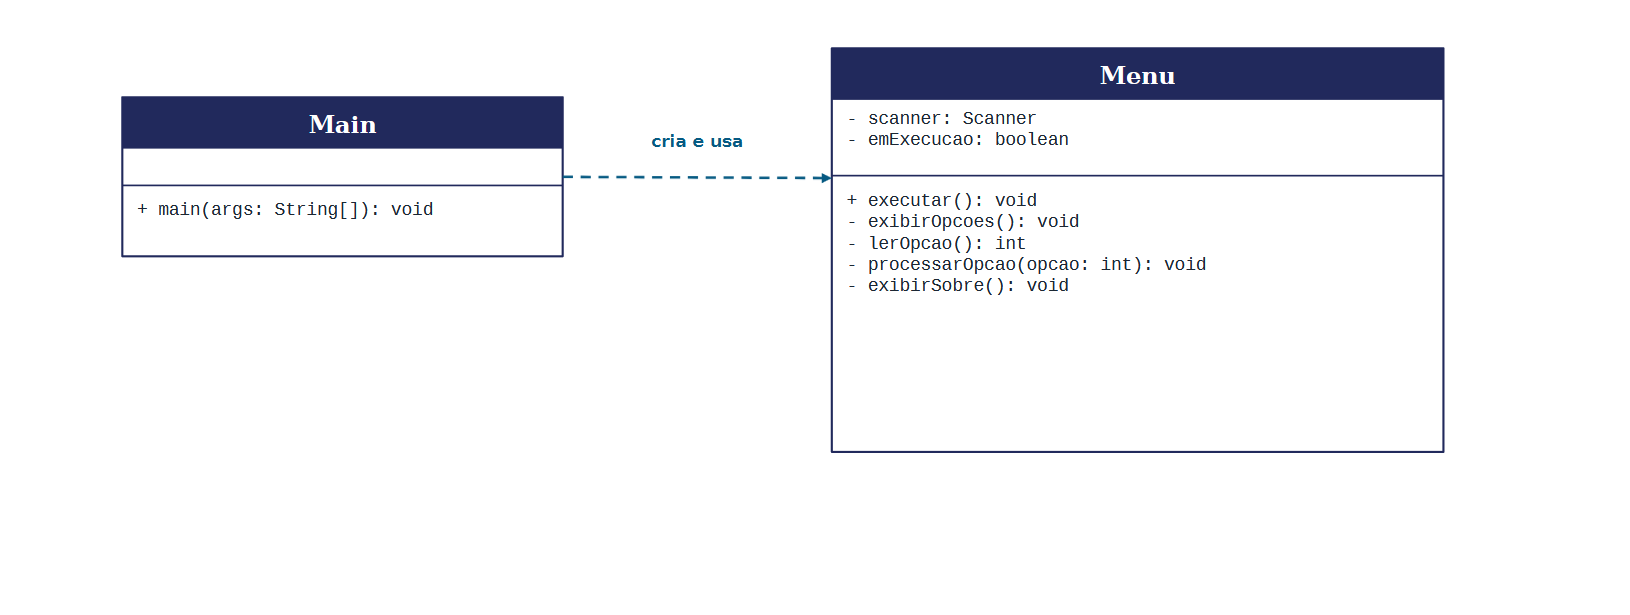 Main
+ main(args: String[]): void
cria e usa
Menu
- scanner: Scanner
- emExecucao: boolean
+ executar(): void
- exibirOpcoes(): void
- lerOpcao(): int
- processarOpcao(opcao: int): void
- exibirSobre(): void